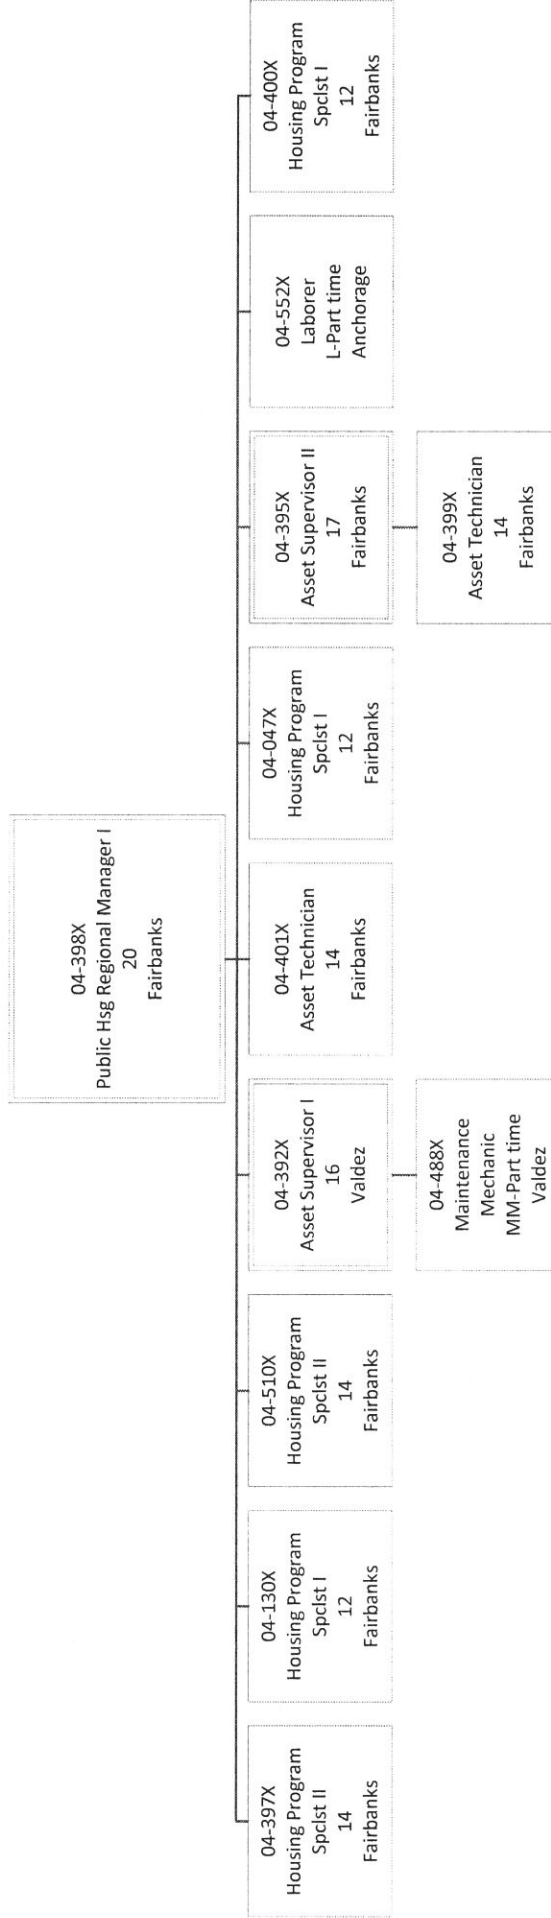 04-398X
Public Hsg Regional Manager I
20
Fairbanks
04-397X
Housing Program
Spclst II
14
Fairbanks
04-130X
Housing Program
Spclst I
12
Fairbanks
04-510X
Housing Program
Spclst II
14
Fairbanks
04-392X
Asset Supervisor I
16
Valdez
04-401X
Asset Technician
14
Fairbanks
04-047X
Housing Program
Spclst I
12
Fairbanks
04-395X
Asset Supervisor II
17
Fairbanks
04-552X
Laborer
L-Part time
Anchorage
04-400X
Housing Program
Spclst I
12
Fairbanks
04-488X
Maintenance
Mechanic
MM-Part time
Valdez
04-399X
Asset Technician
14
Fairbanks